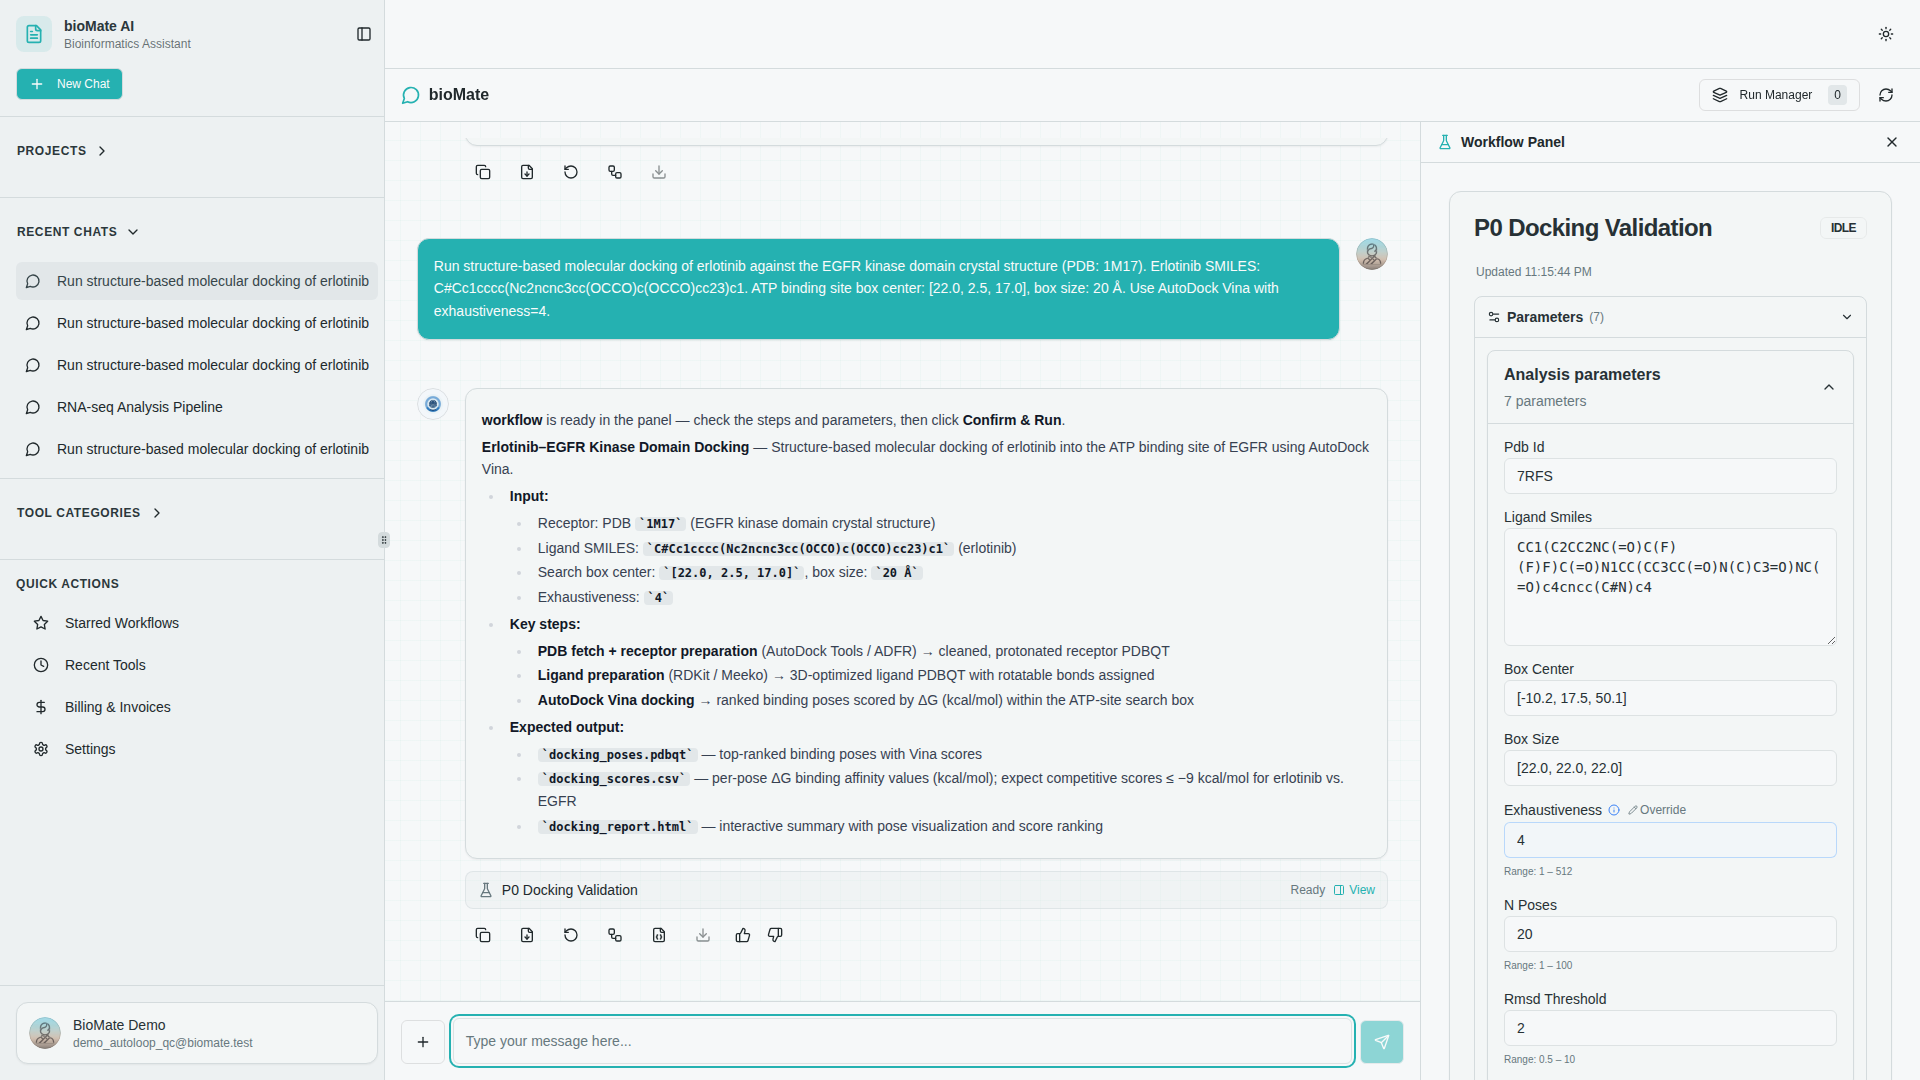 bioMate AI
Bioinformatics Assistant
New Chat
PROJECTS
RECENT CHATS
Run structure-based molecular docking of erlotinib
Run structure-based molecular docking of erlotinib
Run structure-based molecular docking of erlotinib
RNA-seq Analysis Pipeline
Run structure-based molecular docking of erlotinib
TOOL CATEGORIES
QUICK ACTIONS
Starred Workflows
Recent Tools
Billing & Invoices
Settings
BioMate Demo
demo_autoloop_qc@biomate.test
bioMate
Run Manager 0
Run structure-based molecular docking of erlotinib against the EGFR kinase domain crystal structure (PDB: 1M17). Erlotinib SMILES:
C#Cc1cccc(Nc2ncnc3cc(OCCO)c(OCCO)cc23)c1. ATP binding site box center: [22.0, 2.5, 17.0], box size: 20 Å. Use AutoDock Vina with
exhaustiveness=4.
workflow is ready in the panel — check the steps and parameters, then click Confirm & Run.
Erlotinib–EGFR Kinase Domain Docking — Structure-based molecular docking of erlotinib into the ATP binding site of EGFR using AutoDock
Vina.
Input:
Receptor: PDB `1M17` (EGFR kinase domain crystal structure)
Ligand SMILES: `C#Cc1cccc(Nc2ncnc3cc(OCCO)c(OCCO)cc23)c1` (erlotinib)
Search box center: `[22.0, 2.5, 17.0]`, box size: `20 Å`
Exhaustiveness: `4`
Key steps:
PDB fetch + receptor preparation (AutoDock Tools / ADFR) → cleaned, protonated receptor PDBQT
Ligand preparation (RDKit / Meeko) → 3D-optimized ligand PDBQT with rotatable bonds assigned
AutoDock Vina docking → ranked binding poses scored by ΔG (kcal/mol) within the ATP-site search box
Expected output:
`docking_poses.pdbqt` — top-ranked binding poses with Vina scores
`docking_scores.csv` — per-pose ΔG binding affinity values (kcal/mol); expect competitive scores ≤ −9 kcal/mol for erlotinib vs.
EGFR
`docking_report.html` — interactive summary with pose visualization and score ranking
P0 Docking Validation
Ready View
Type your message here...
Workflow Panel
P0 Docking Validation
IDLE
Updated 11:15:44 PM
Parameters (7)
Analysis parameters
7 parameters
Pdb Id
7RFS
Ligand Smiles
CC1(C2CC2NC(=O)C(F)
(F)F)C(=O)N1CC(CC3CC(=O)N(C)C3=O)NC(
=O)c4cncc(C#N)c4
Box Center
[-10.2, 17.5, 50.1]
Box Size
[22.0, 22.0, 22.0]
Exhaustiveness Override
4
Range: 1 – 512
N Poses
20
Range: 1 – 100
Rmsd Threshold
2
Range: 0.5 – 10